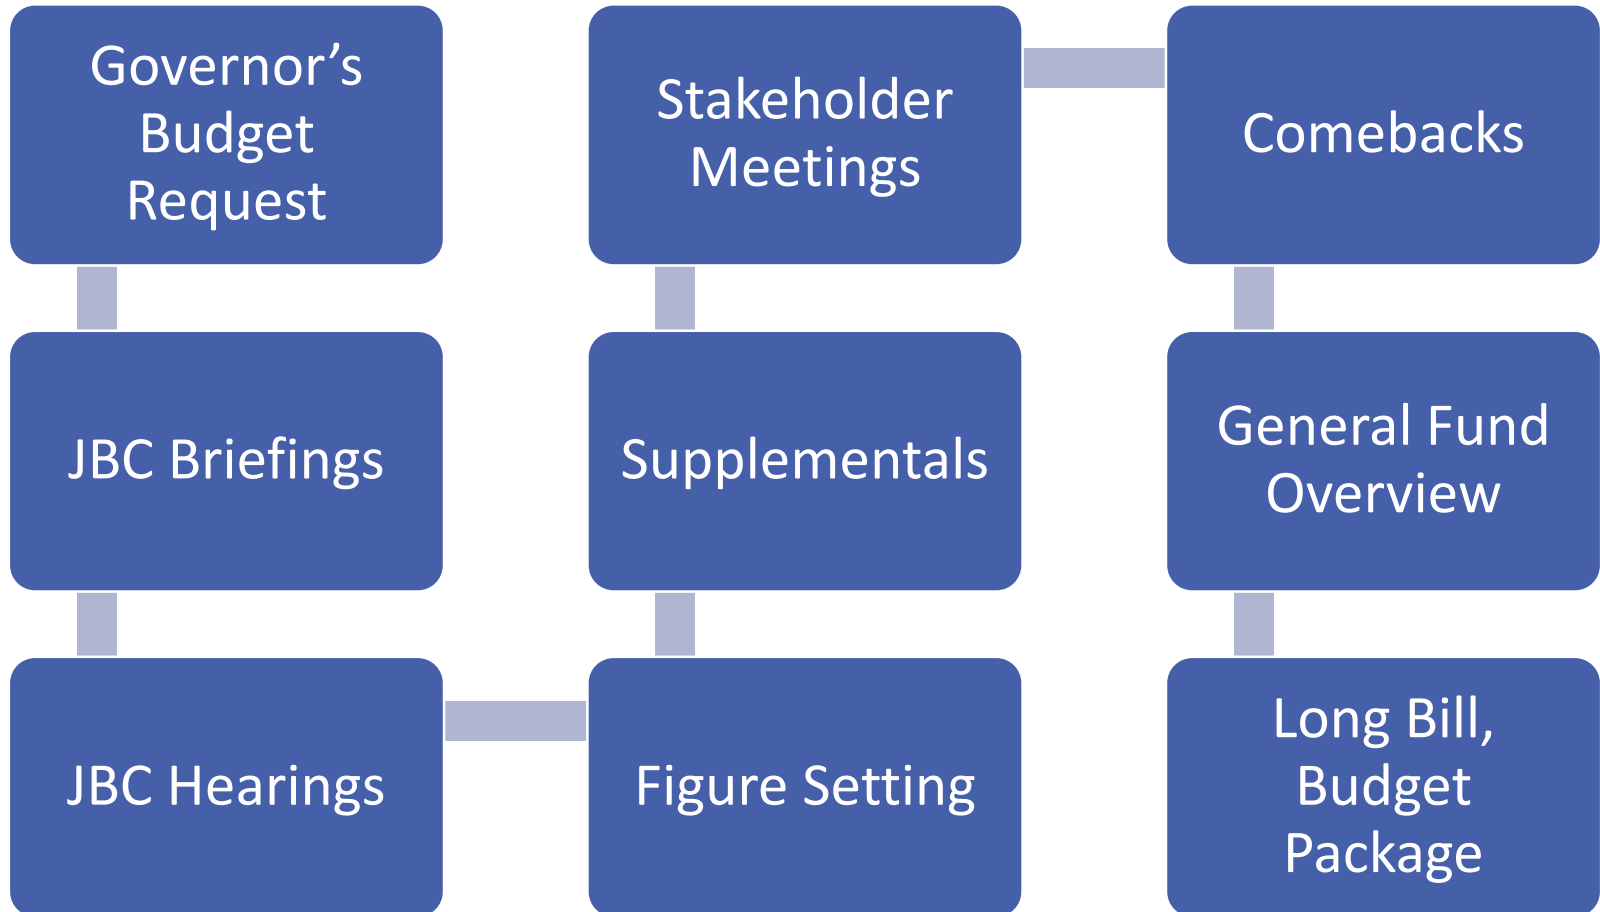 Governor’s
Budget
Request
JBC Briefings
JBC Hearings
Figure Setting
Supplementals
Stakeholder
Meetings
Comebacks
General Fund
Overview
Long Bill,
Budget
Package